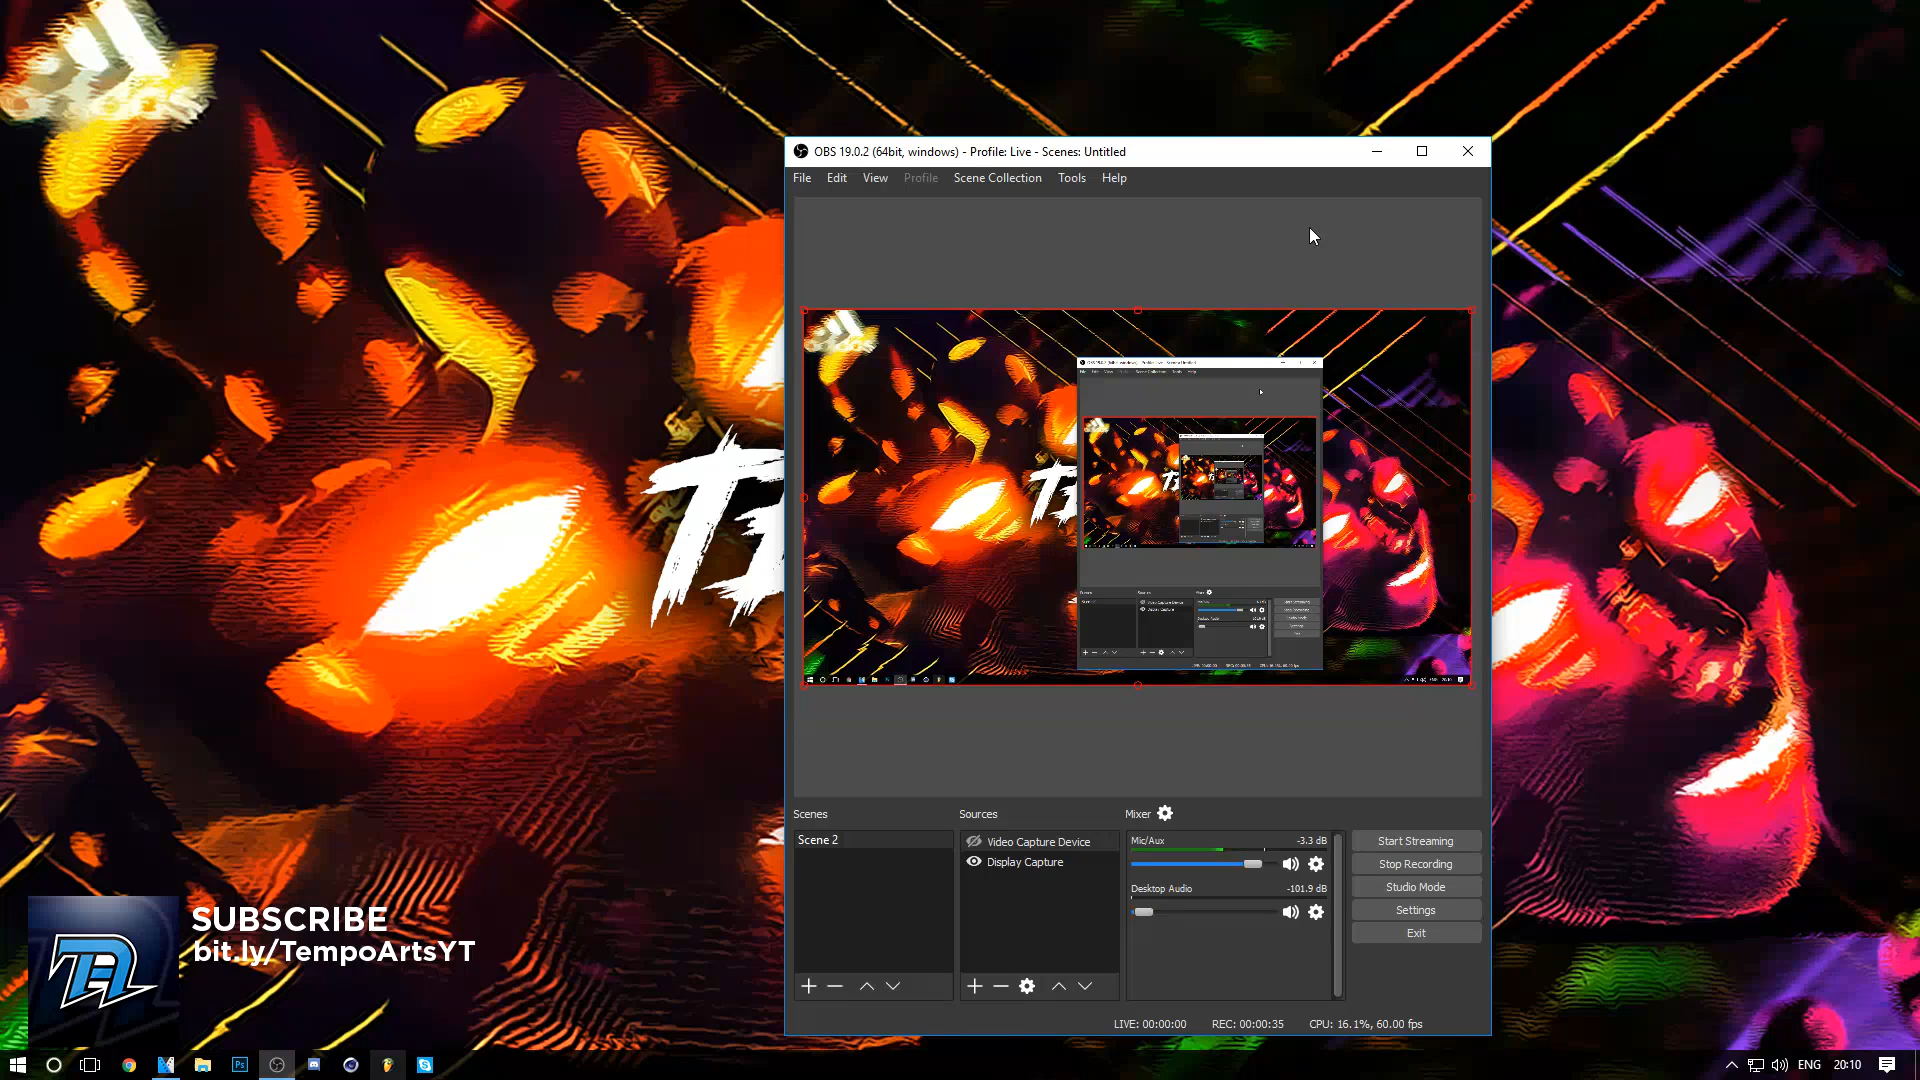 adidas
OBS 19.0.2 (64bit, windows) - Profile: Live - Scenes: Untitled
File Edit View Profile Scene Collection Tools Help
Scenes
Sources
Mixer
Scene 2
Video Capture Device
Display Capture
Mic/Aux -3.3 dB
Desktop Audio -101.9 dB
Start Streaming
Stop Recording
Studio Mode
Settings
Exit
LIVE: 00:00:00 REC: 00:00:35 CPU: 16.1%, 60.00 fps
SUBSCRIBE
bit.ly/TempoArtsYT
Ps
ENG 20:10